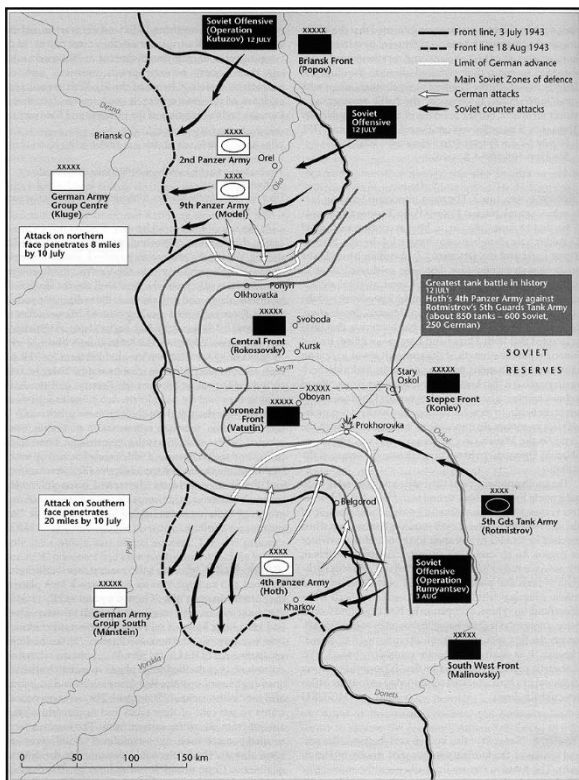 Soviet Offensive
(Operation
Kutuzov) 12 JULY
XXXXX
Briansk Front
(Popov)
Front line, 3 July 1943
Front line 18 Aug 1943
Limit of German advance
Main Soviet Zones of defence
German attacks
Soviet counter attacks
Desna
Briansk
Soviet
Offensive
12 JULY
XXXX
2nd Panzer Army
Orel
Oka
XXXXX
German Army
Group Centre
(Kluge)
XXXX
9th Panzer Army
(Model)
Attack on northern
face penetrates 8 miles
by 10 July
Ponyri
Olkhovatka
Greatest tank battle in history
12 JULY
Hoth's 4th Panzer Army against
Rotmistrov's 5th Guards Tank Army
(about 850 tanks – 600 Soviet,
250 German)
XXXXX
Central Front
(Rokossovsky)
Svoboda
Kursk
SOVIET
RESERVES
Seym
Stary
Oskol
XXXXX
Steppe Front
(Koniev)
XXXXX
Oboyan
XXXXX
Voronezh
Front
(Vatutin)
Prokhorovka
Oskol
Attack on Southern
face penetrates
20 miles by 10 July
Belgorod
XXXX
5th Gds Tank Army
(Rotmistrov)
Psel
XXXX
4th Panzer Army
(Hoth)
Soviet
Offensive
(Operation
Rumyantsev)
3 AUG
XXXXX
German Army
Group South
(Manstein)
Kharkov
XXXXX
South West Front
(Malinovsky)
Vorskla
Donets
0 50 100 150 km